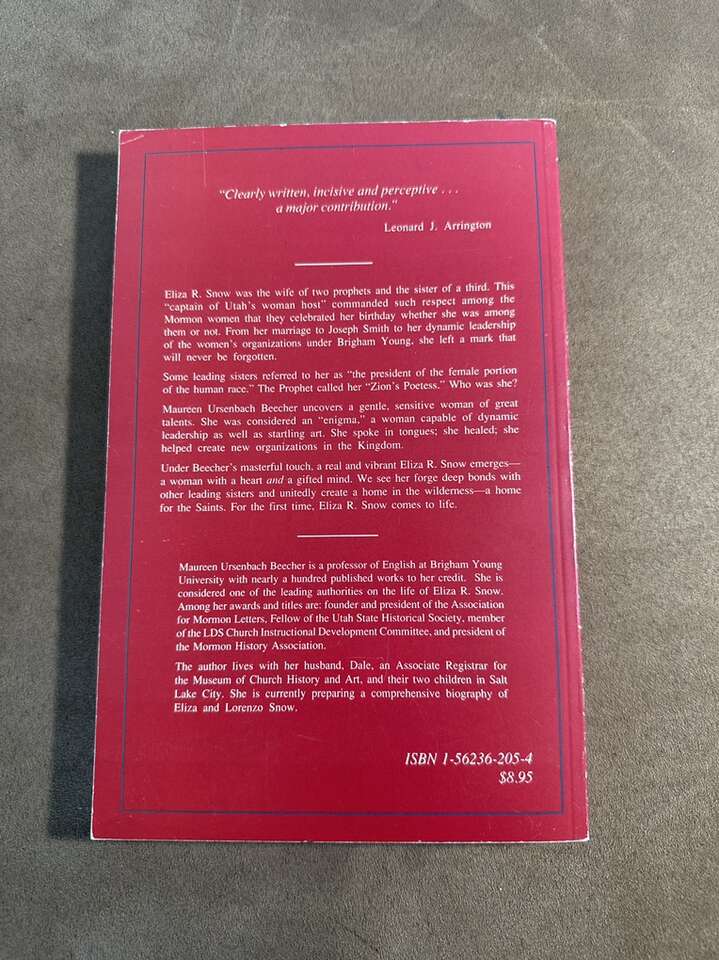 "Clearly written, incisive and perceptive . . .
a major contribution."
Leonard J. Arrington
Eliza R. Snow was the wife of two prophets and the sister of a third. This
"captain of Utah's woman host" commanded such respect among the
Mormon women that they celebrated her birthday whether she was among
them or not. From her marriage to Joseph Smith to her dynamic leadership
of the women's organizations under Brigham Young, she left a mark that
will never be forgotten.
Some leading sisters referred to her as "the president of the female portion
of the human race." The Prophet called her "Zion's Poetess." Who was she?
Maureen Ursenbach Beecher uncovers a gentle, sensitive woman of great
talents. She was considered an "enigma," a woman capable of dynamic
leadership as well as startling art. She spoke in tongues; she healed; she
helped create new organizations in the Kingdom.
Under Beecher's masterful touch, a real and vibrant Eliza R. Snow emerges—
a woman with a heart and a gifted mind. We see her forge deep bonds with
other leading sisters and unitedly create a home in the wilderness—a home
for the Saints. For the first time, Eliza R. Snow comes to life.
Maureen Ursenbach Beecher is a professor of English at Brigham Young
University with nearly a hundred published works to her credit. She is
considered one of the leading authorities on the life of Eliza R. Snow.
Among her awards and titles are: founder and president of the Association
for Mormon Letters, Fellow of the Utah State Historical Society, member
of the LDS Church Instructional Development Committee, and president of
the Mormon History Association.
The author lives with her husband, Dale, an Associate Registrar for
the Museum of Church History and Art, and their two children in Salt
Lake City. She is currently preparing a comprehensive biography of
Eliza and Lorenzo Snow.
ISBN 1-56236-205-4
$8.95